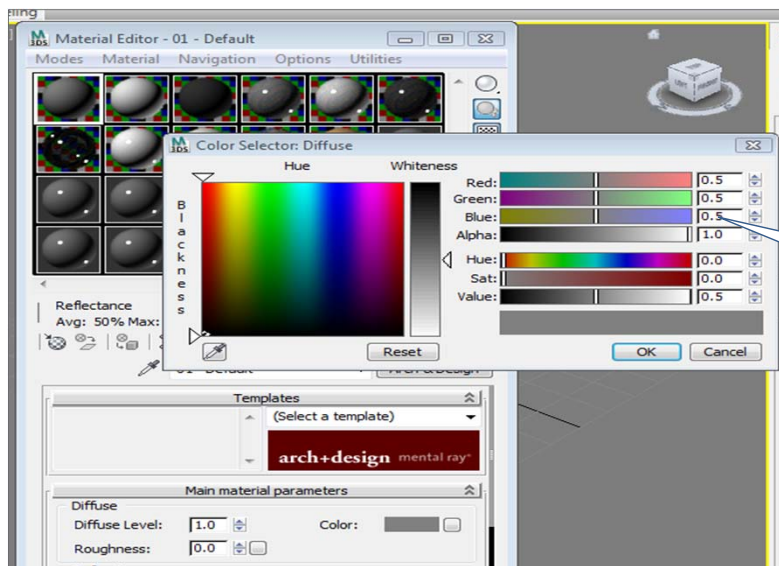 eling
Material Editor - 01 - Default
Modes Material Navigation Options Utilities
Color Selector: Diffuse
Hue Whiteness
Blackness
Red: 0.5
Green: 0.5
Blue: 0.5
Alpha: 1.0
Hue: 0.0
Sat: 0.0
Value: 0.5
Reset OK Cancel
Reflectance
Avg: 50% Max:
01 - Default Arch & Design
Templates
(Select a template)
arch+design mental ray
Main material parameters
Diffuse
Diffuse Level: 1.0 Color:
Roughness: 0.0